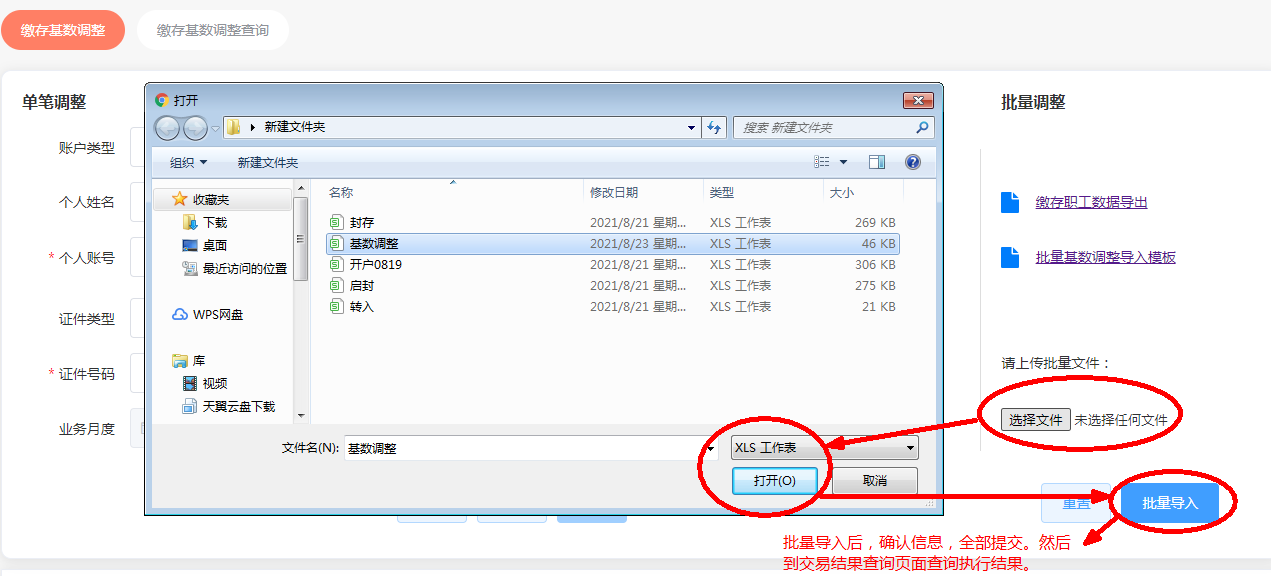 缴存基数调整
缴存基数调整查询
单笔调整
账户类型
个人姓名
* 个人账号
证件类型
* 证件号码
业务月度
打开
新建文件夹
搜索 新建文件夹
组织
新建文件夹
收藏夹
下载
桌面
最近访问的位置
WPS网盘
库
视频
天翼云盘下载
名称 修改日期 类型 大小
封存 2021/8/21 星期... XLS 工作表 269 KB
基数调整 2021/8/23 星期... XLS 工作表 46 KB
开户0819 2021/8/21 星期... XLS 工作表 306 KB
启封 2021/8/21 星期... XLS 工作表 275 KB
转入 2021/8/21 星期... XLS 工作表 21 KB
文件名(N): 基数调整
XLS 工作表
打开(O)
取消
批量调整
缴存职工数据导出
批量基数调整导入模板
请上传批量文件：
选择文件 未选择任何文件
重置
批量导入
批量导入后，确认信息，全部提交。然后
到交易结果查询页面查询执行结果。